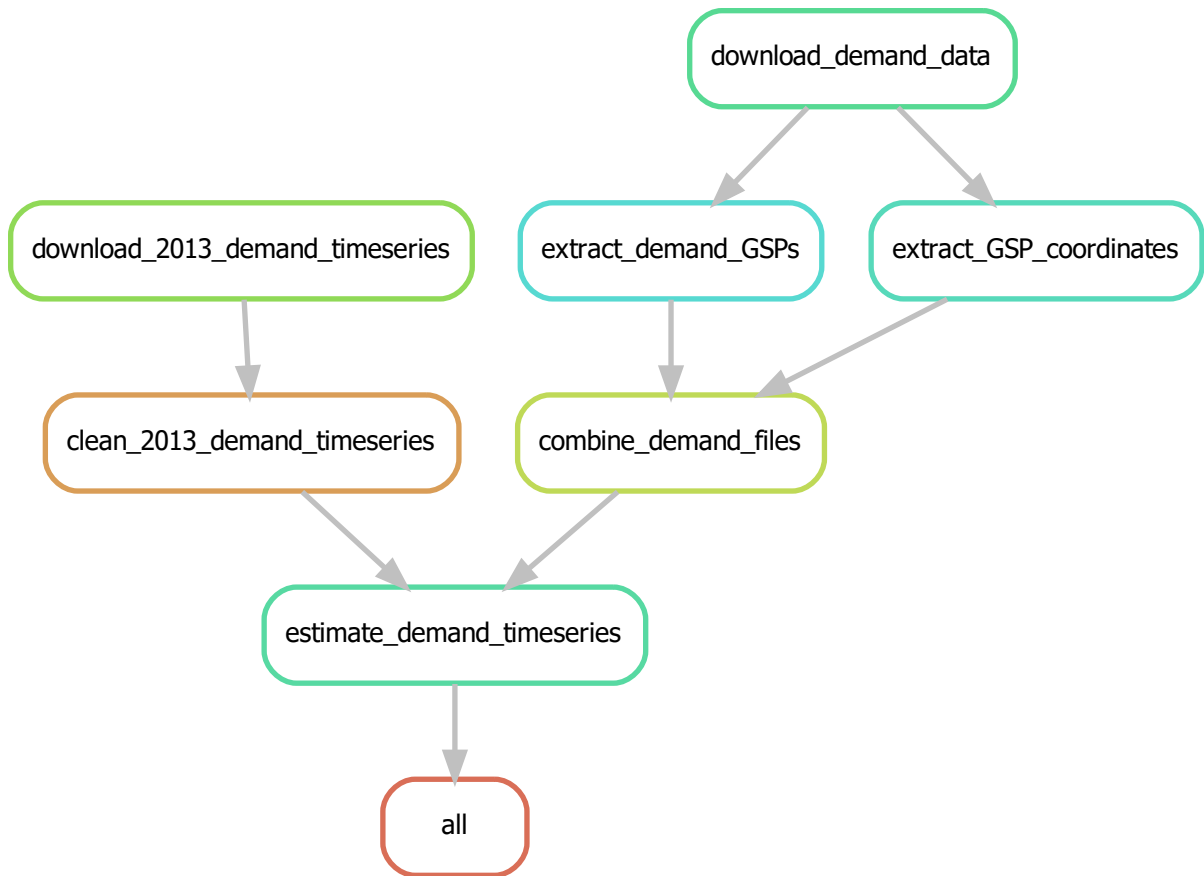 download_demand_data
download_2013_demand_timeseries
extract_demand_GSPs
extract_GSP_coordinates
clean_2013_demand_timeseries
combine_demand_files
estimate_demand_timeseries
all